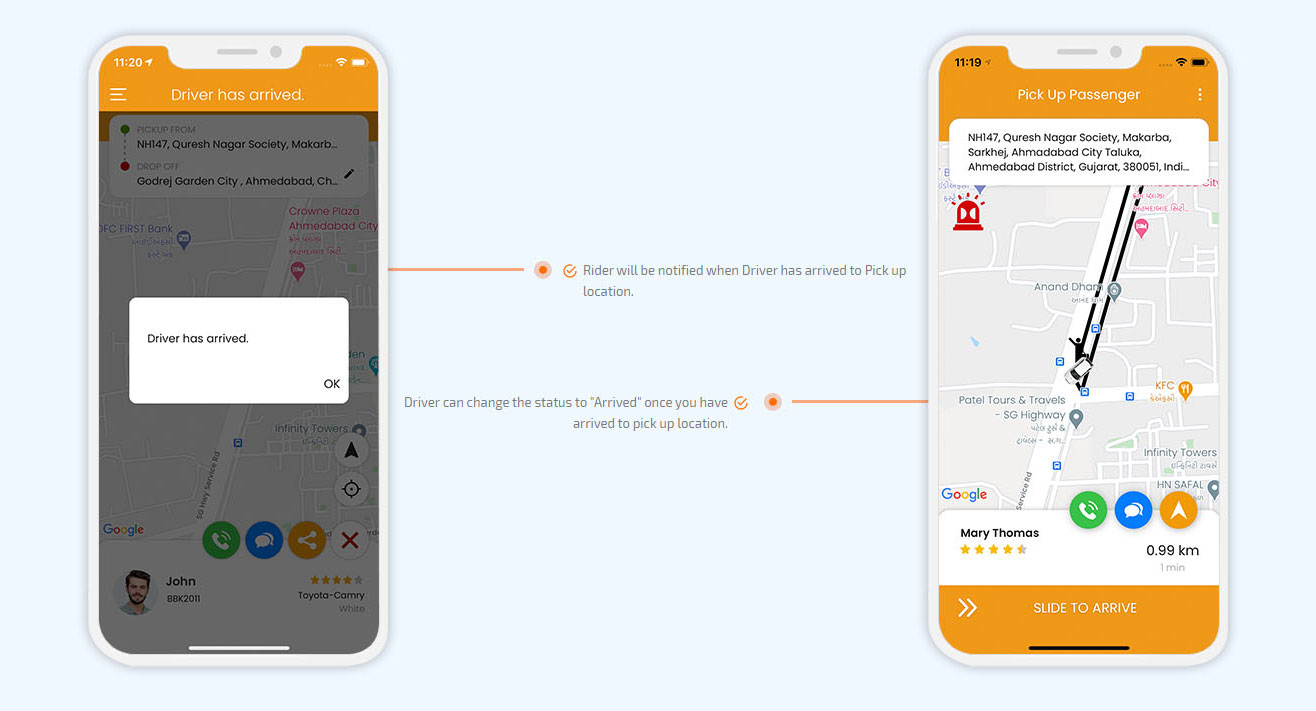 11:20
Driver has arrived.
PICKUP FROM
NH147, Quresh Nagar Society, Makarb...
DROP OFF
Godrej Garden City , Ahmedabad, Ch...
Crowne Plaza
Ahmedabad City
FIRST Bank
Driver has arrived.
OK
Infinity Towers
SG Hwy Service Rd
Google
John
BBK2011
Toyota-Camry
White
Rider will be notified when Driver has arrived to Pick up
location.
Driver can change the status to "Arrived" once you have
arrived to pick up location.
11:19
Pick Up Passenger
NH147, Quresh Nagar Society, Makarba,
Sarkhej, Ahmadabad City Taluka,
Ahmedabad District, Gujarat, 380051, Indi...
Anand Dham
આનંદ ધામ
KFC
કેએફસી
Patel Tours & Travels
- SG Highway
પટેલ ટુર્સ &
Service Rd
Infinity Towers
HN SAFAL
Google
Mary Thomas
0.99 km
1 min
SLIDE TO ARRIVE